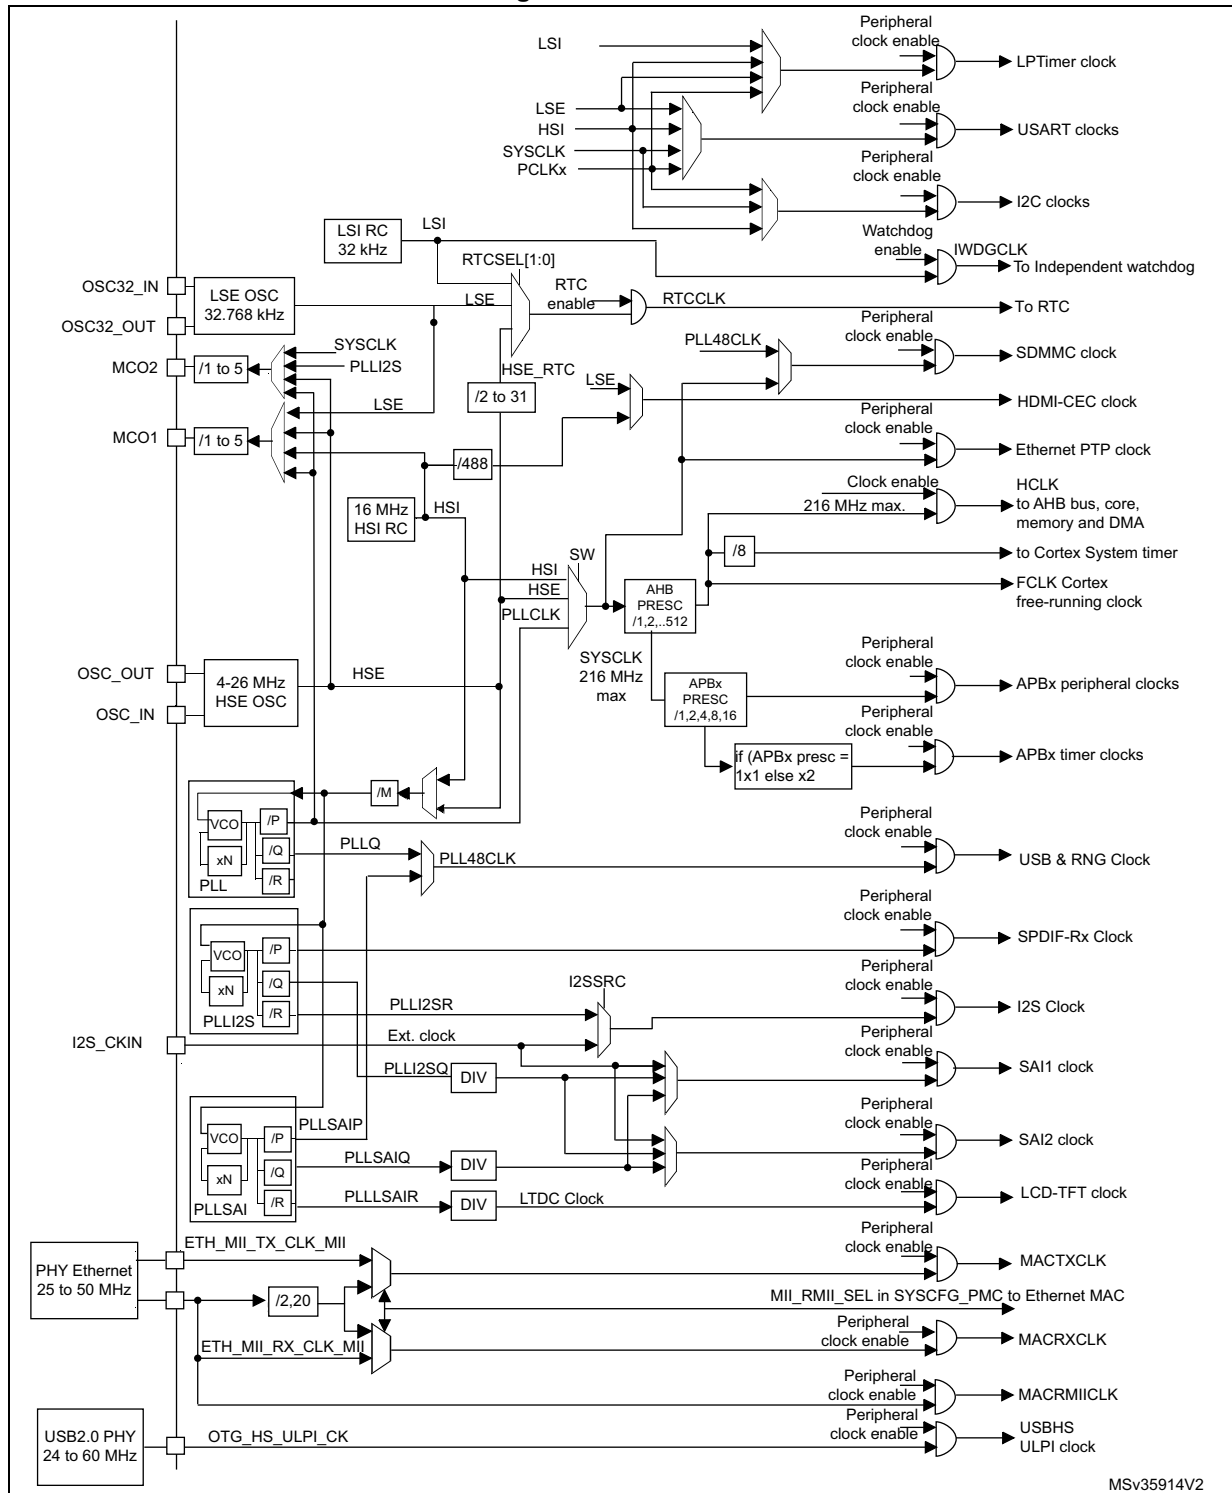 Peripheral
clock enable
LSI
LPTimer clock
Peripheral
clock enable
LSE
HSI
USART clocks
SYSCLK
PCLKx
Peripheral
clock enable
I2C clocks
LSI RC
32 kHz
LSI
Watchdog
enable
IWDGCLK
To Independent watchdog
RTCSEL[1:0]
OSC32_IN
LSE OSC
32.768 kHz
OSC32_OUT
LSE
RTC
enable
RTCCLK
To RTC
Peripheral
clock enable
SYSCLK
PLL48CLK
SDMMC clock
MCO2
/1 to 5
PLLI2S
HSE_RTC
/2 to 31
LSE
LSE
HDMI-CEC clock
Peripheral
clock enable
MCO1
/1 to 5
Ethernet PTP clock
/488
Clock enable
216 MHz max.
HCLK
to AHB bus, core,
memory and DMA
16 MHz
HSI RC
HSI
/8
to Cortex System timer
SW
HSI
HSE
PLLCLK
AHB
PRESC
/1,2,..512
FCLK Cortex
free-running clock
SYSCLK
216 MHz
max
Peripheral
clock enable
OSC_OUT
4-26 MHz
HSE OSC
OSC_IN
HSE
APBx
PRESC
/1,2,4,8,16
APBx peripheral clocks
Peripheral
clock enable
if (APBx presc =
1x1 else x2
APBx timer clocks
/M
VCO
xN
/P
/Q
/R
PLL
PLLQ
PLL48CLK
Peripheral
clock enable
USB & RNG Clock
Peripheral
clock enable
VCO
xN
/P
/Q
/R
PLLI2S
SPDIF-Rx Clock
I2SSRC
PLLI2SR
Peripheral
clock enable
I2S Clock
I2S_CKIN
Ext. clock
PLLI2SQ
DIV
Peripheral
clock enable
SAI1 clock
VCO
xN
/P
/Q
/R
PLLSAI
PLLSAIP
Peripheral
clock enable
SAI2 clock
PLLSAIQ
DIV
PLLLSAIR
DIV
LTDC Clock
Peripheral
clock enable
LCD-TFT clock
ETH_MII_TX_CLK_MII
PHY Ethernet
25 to 50 MHz
Peripheral
clock enable
MACTXCLK
/2,20
MII_RMII_SEL in SYSCFG_PMC to Ethernet MAC
ETH_MII_RX_CLK_MII
Peripheral
clock enable
MACRXCLK
Peripheral
clock enable
MACRMIICLK
USB2.0 PHY
24 to 60 MHz
OTG_HS_ULPI_CK
Peripheral
clock enable
USBHS
ULPI clock
MSv35914V2